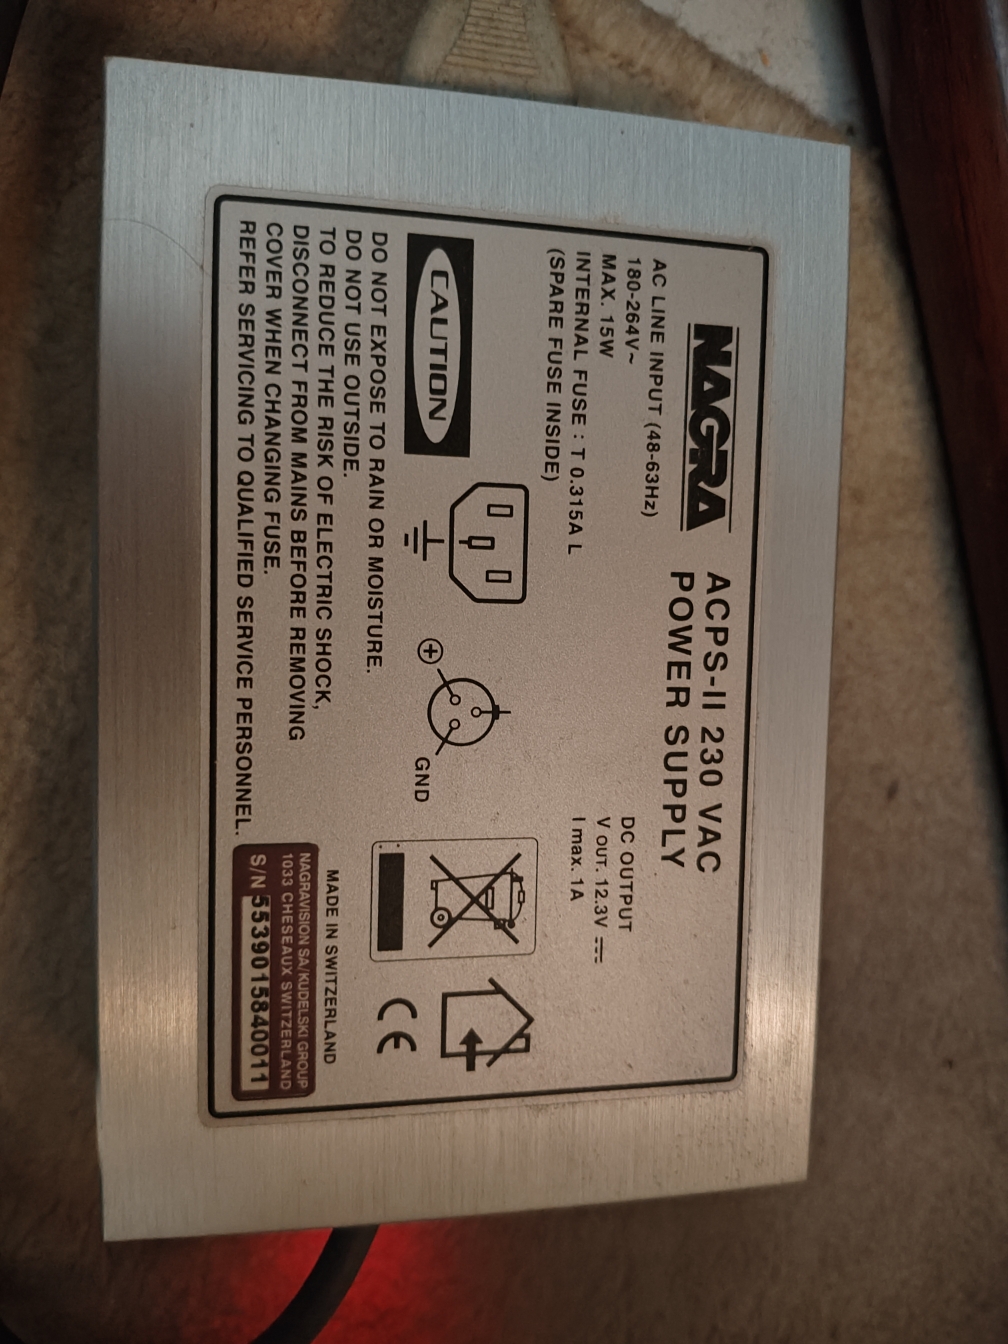 NAGRA
ACPS-II 230 VAC
POWER SUPPLY
AC LINE INPUT (48-63Hz)
180-264V~
MAX. 15W
INTERNAL FUSE : T 0.315A L
(SPARE FUSE INSIDE)
DC OUTPUT
V OUT. 12.3V ⎓
I max. 1A
CAUTION
GND
DO NOT EXPOSE TO RAIN OR MOISTURE.
DO NOT USE OUTSIDE.
TO REDUCE THE RISK OF ELECTRIC SHOCK,
DISCONNECT FROM MAINS BEFORE REMOVING
COVER WHEN CHANGING FUSE.
REFER SERVICING TO QUALIFIED SERVICE PERSONNEL.
CE
MADE IN SWITZERLAND
NAGRAVISION SA/KUDELSKI GROUP
1033 CHESEAUX SWITZERLAND
S/N 5539015840011